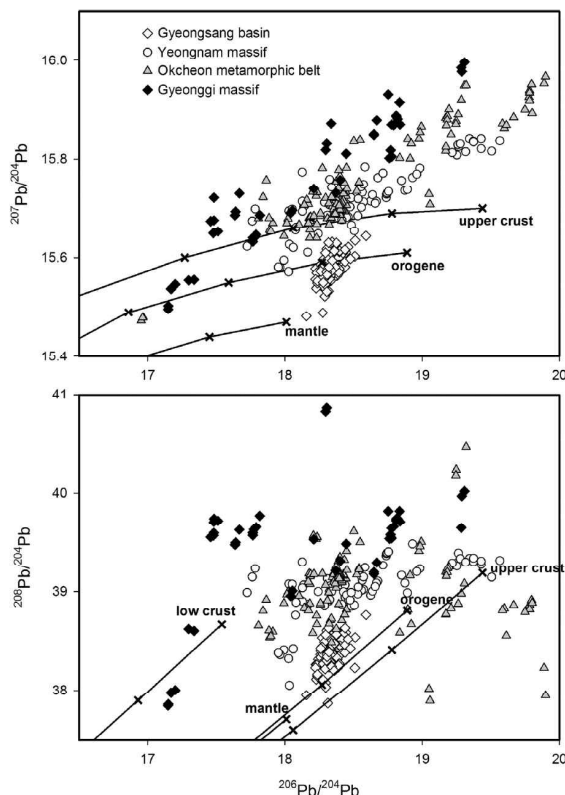 16.0
15.8
15.6
15.4
²⁰⁷Pb/²⁰⁴Pb
Gyeongsang basin
Yeongnam massif
Okcheon metamorphic belt
Gyeonggi massif
upper crust
orogene
mantle
17 18 19 20
41
40
39
38
²⁰⁸Pb/²⁰⁴Pb
low crust
upper crust
orogene
mantle
17 18 19 20
²⁰⁶Pb/²⁰⁴Pb